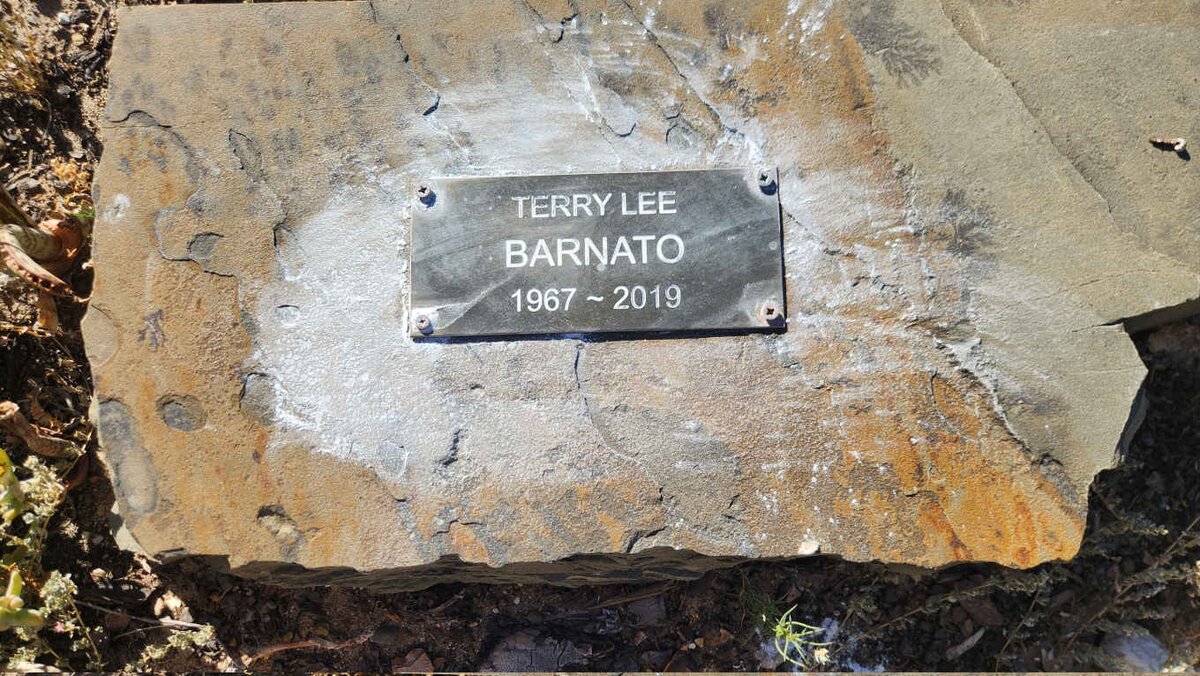 TERRY LEE
BARNATO
1967 ~ 2019